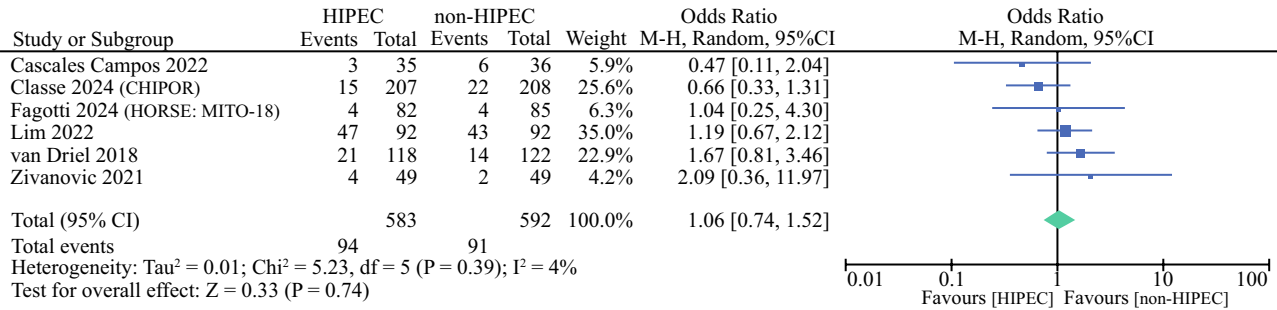 HIPEC non-HIPEC Odds Ratio Odds Ratio
Study or Subgroup Events Total Events Total Weight M-H, Random, 95%CI M-H, Random, 95%CI
Cascales Campos 2022 3 35 6 36 5.9% 0.47 [0.11, 2.04]
Classe 2024 (CHIPOR) 15 207 22 208 25.6% 0.66 [0.33, 1.31]
Fagotti 2024 (HORSE: MITO-18) 4 82 4 85 6.3% 1.04 [0.25, 4.30]
Lim 2022 47 92 43 92 35.0% 1.19 [0.67, 2.12]
van Driel 2018 21 118 14 122 22.9% 1.67 [0.81, 3.46]
Zivanovic 2021 4 49 2 49 4.2% 2.09 [0.36, 11.97]
Total (95% CI) 583 592 100.0% 1.06 [0.74, 1.52]
Total events 94 91
Heterogeneity: Tau² = 0.01; Chi² = 5.23, df = 5 (P = 0.39); I² = 4%
Test for overall effect: Z = 0.33 (P = 0.74)
0.01 0.1 1 10 100
Favours [HIPEC] Favours [non-HIPEC]